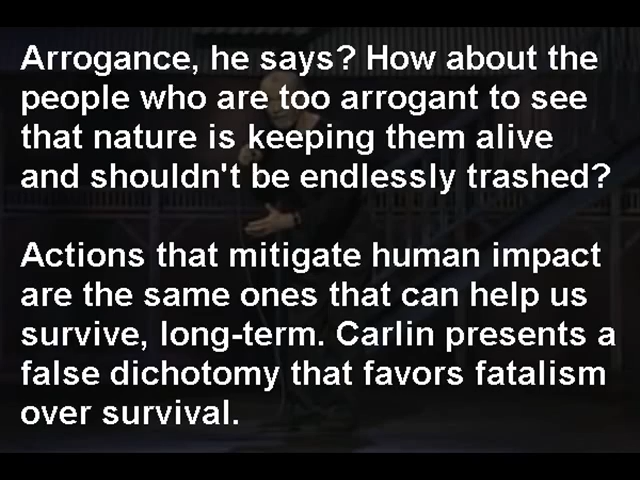 Arrogance, he says? How about the
people who are too arrogant to see
that nature is keeping them alive
and shouldn't be endlessly trashed?
Actions that mitigate human impact
are the same ones that can help us
survive, long-term. Carlin presents a
false dichotomy that favors fatalism
over survival.